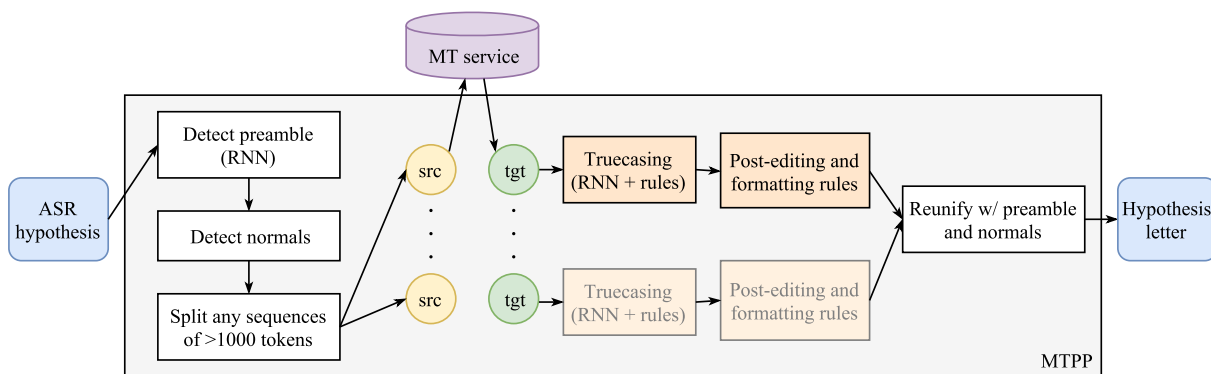 MT service
Detect preamble
(RNN)
ASR
hypothesis
Detect normals
Split any sequences
of >1000 tokens
src
src
tgt
tgt
Truecasing
(RNN + rules)
Post-editing and
formatting rules
Truecasing
(RNN + rules)
Post-editing and
formatting rules
Reunify w/ preamble
and normals
Hypothesis
letter
MTPP